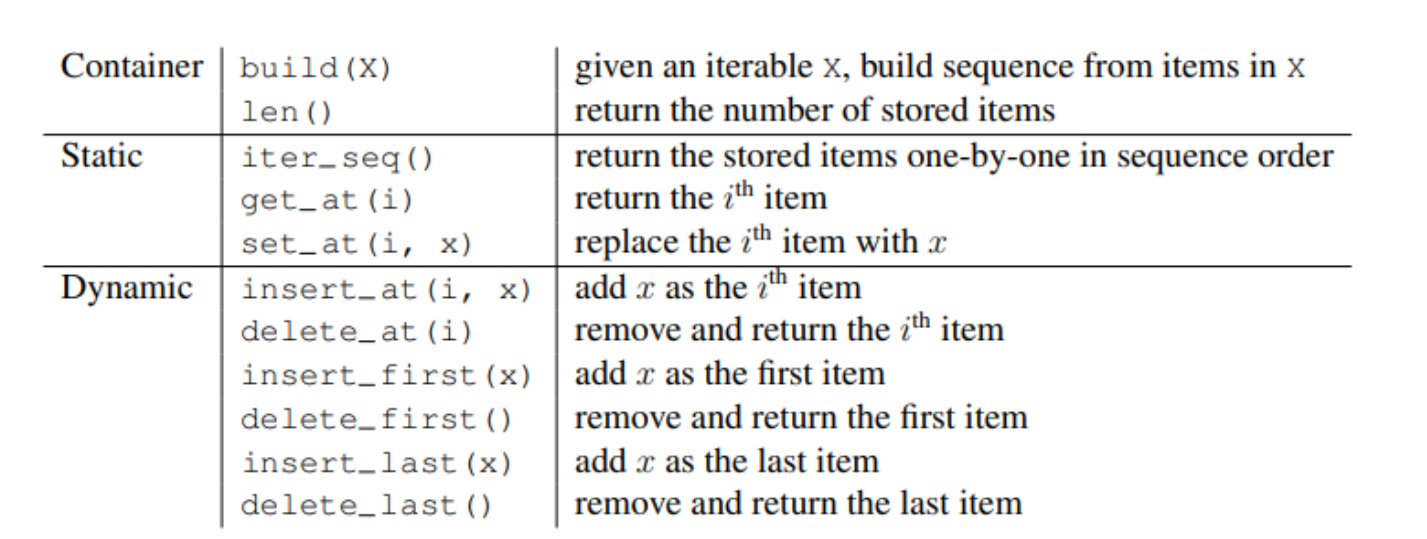 Container build(X) given an iterable X, build sequence from items in X
len() return the number of stored items
Static iter_seq() return the stored items one-by-one in sequence order
get_at(i) return the i^th item
set_at(i, x) replace the i^th item with x
Dynamic insert_at(i, x) add x as the i^th item
delete_at(i) remove and return the i^th item
insert_first(x) add x as the first item
delete_first() remove and return the first item
insert_last(x) add x as the last item
delete_last() remove and return the last item